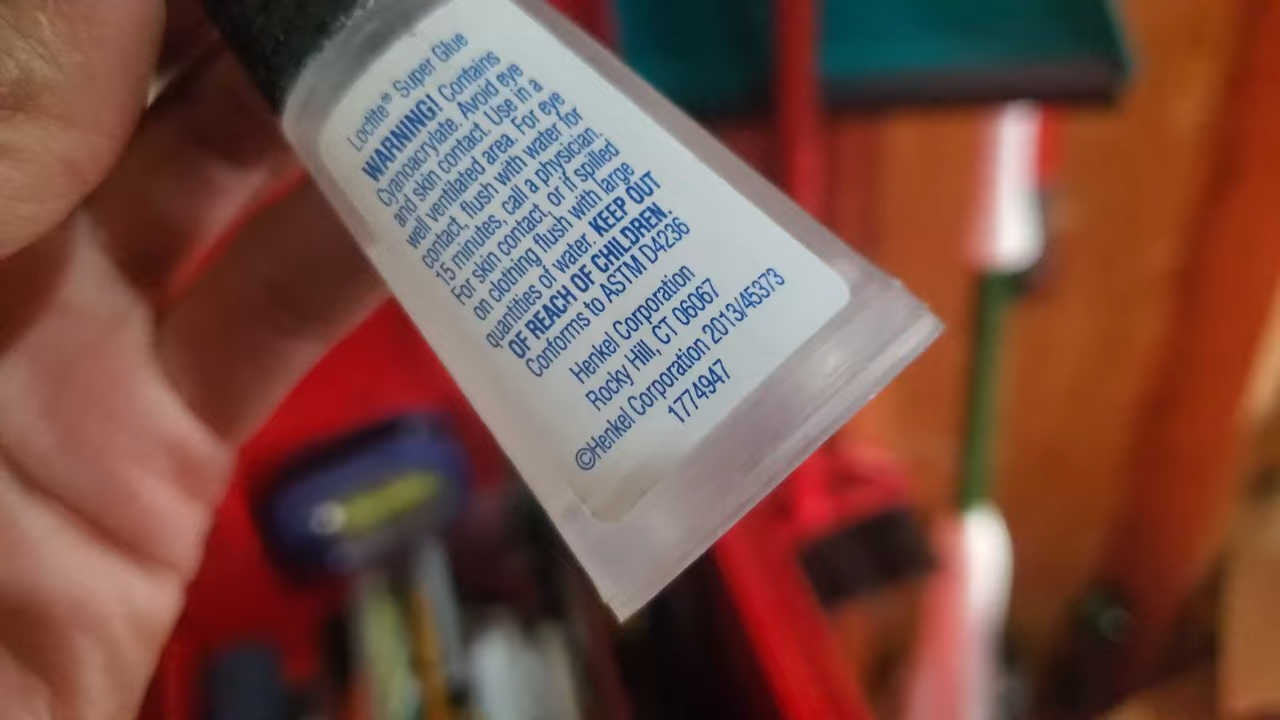 Loctite® Super Glue
WARNING! Contains
Cyanoacrylate. Avoid eye
and skin contact. Use in a
well ventilated area. For eye
contact, flush with water for
15 minutes, call a physician.
For skin contact, or if spilled
on clothing flush with large
quantities of water. KEEP OUT
OF REACH OF CHILDREN.
Conforms to ASTM D4236
Henkel Corporation
Rocky Hill, CT 06067
©Henkel Corporation 2013/45373
1774947